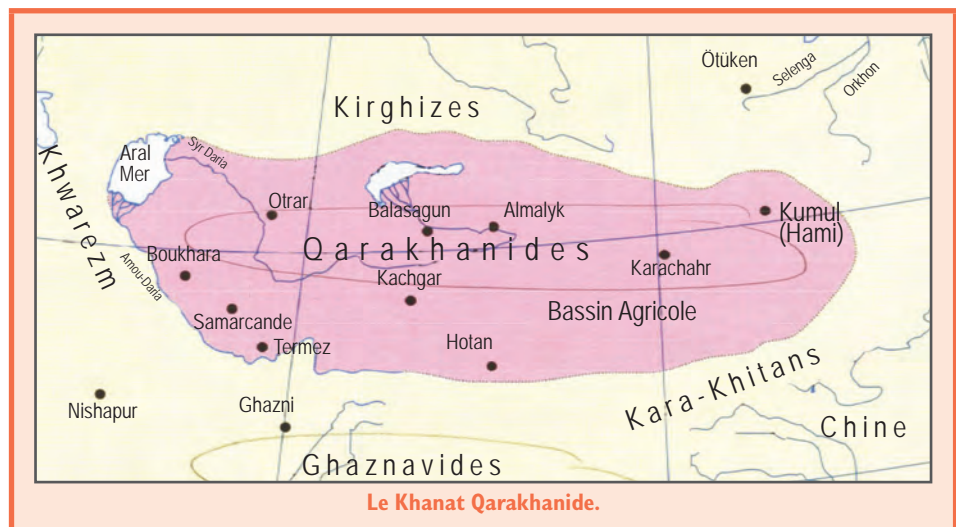 Ötüken
Selenga
Orkhon
Kirghizes
Khwarezm
Aral
Mer
Syr Daria
Otrar
Balasagun
Almalyk
Kumul
(Hami)
Qarakhanides
Boukhara
Amou-Daria
Kachgar
Karachahr
Samarcande
Bassin Agricole
Termez
Hotan
Nishapur
Ghazni
Kara-Khitans
Chine
Ghaznavides
Le Khanat Qarakhanide.